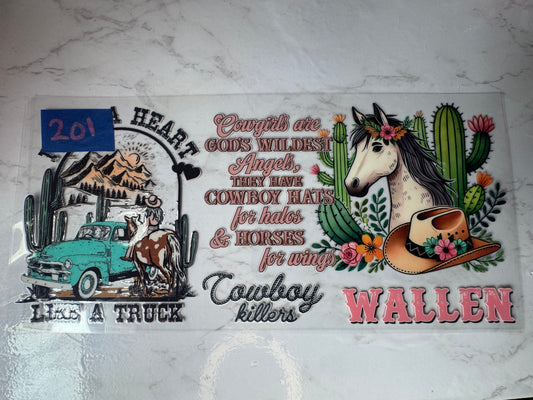 201
A HEART
LIKE A TRUCK
Cowgirls are
GOD'S WILDEST
Angels,
THEY HAVE
COWBOY HATS
for halos
& HORSES
for wings
Cowboy
killers
WALLEN